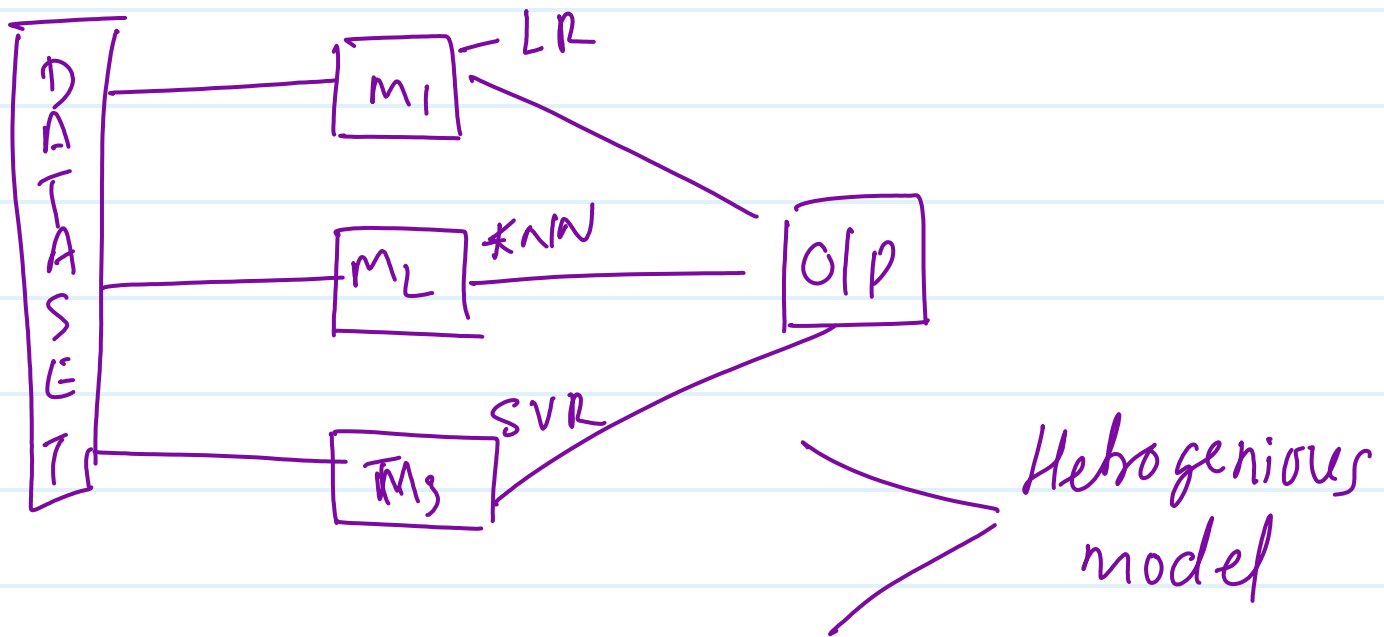 DATASET
M1
LR
M2
KNN
M3
SVR
O/P
Hetrogenious
model